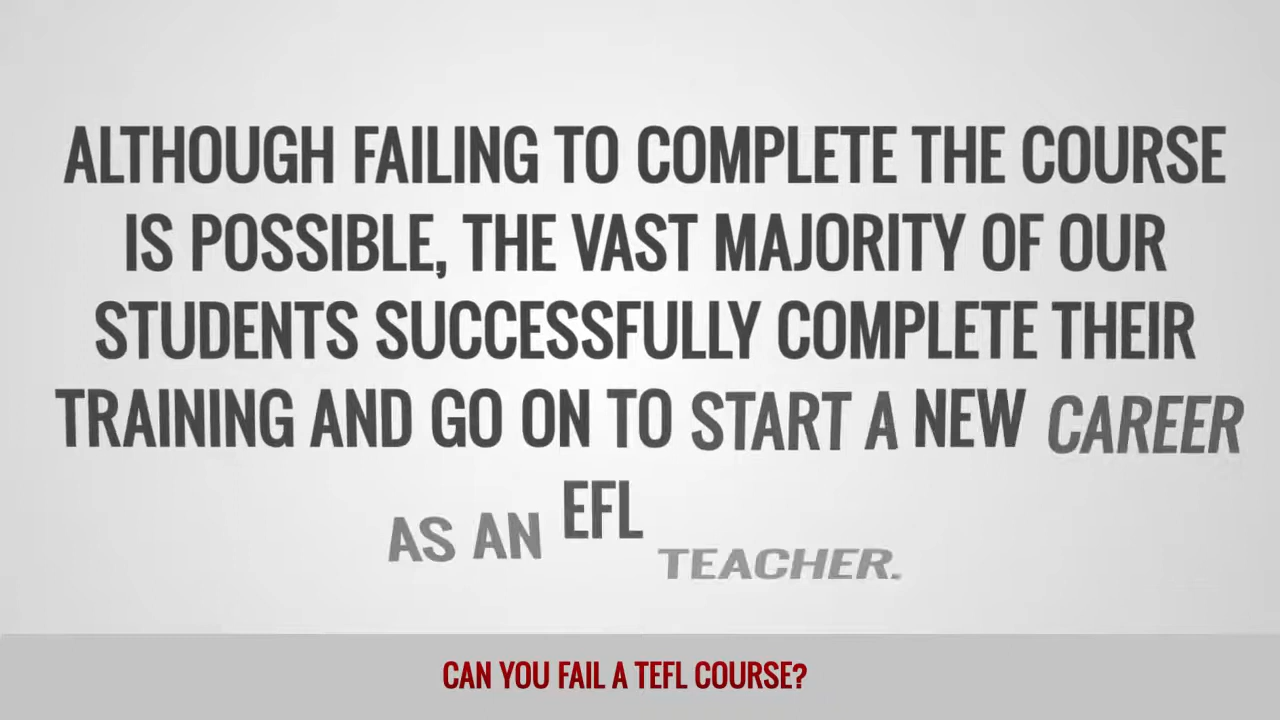 ALTHOUGH FAILING TO COMPLETE THE COURSE
IS POSSIBLE, THE VAST MAJORITY OF OUR
STUDENTS SUCCESSFULLY COMPLETE THEIR
TRAINING AND GO ON TO START A NEW CAREER
AS AN EFL TEACHER.
CAN YOU FAIL A TEFL COURSE?